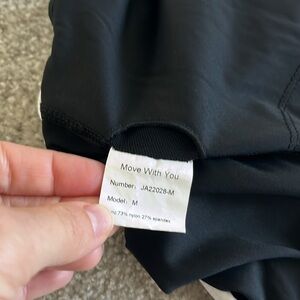 Move With You
Number: JA22028-M
Model: M
73% nylon 27% spandex